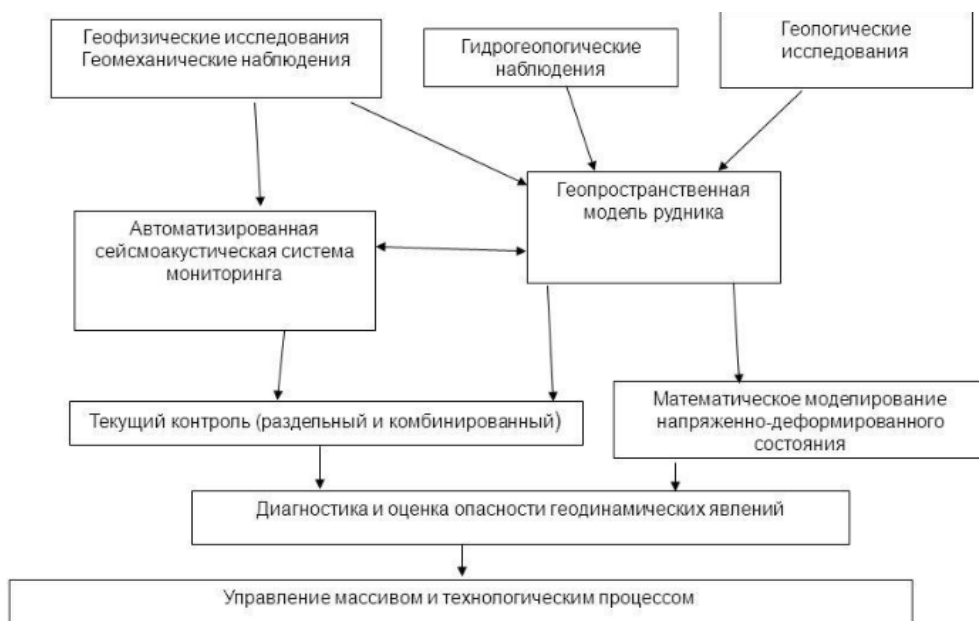 Геофизические исследования
Геомеханические наблюдения
Гидрогеологические
наблюдения
Геологические
исследования
Геопространственная
модель рудника
Автоматизированная
сейсмоакустическая система
мониторинга
Текущий контроль (раздельный и комбинированный)
Математическое моделирование
напряженно-деформированного
состояния
Диагностика и оценка опасности геодинамических явлений
Управление массивом и технологическим процессом